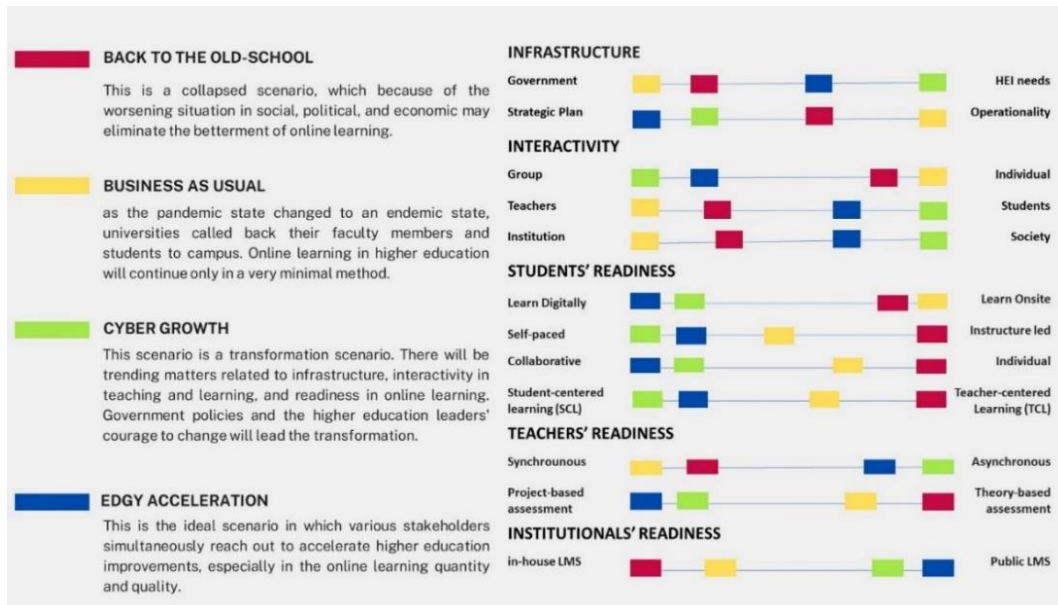 BACK TO THE OLD-SCHOOL
This is a collapsed scenario, which because of the
worsening situation in social, political, and economic may
eliminate the betterment of online learning.
BUSINESS AS USUAL
as the pandemic state changed to an endemic state,
universities called back their faculty members and
students to campus. Online learning in higher education
will continue only in a very minimal method.
CYBER GROWTH
This scenario is a transformation scenario. There will be
trending matters related to infrastructure, interactivity in
teaching and learning, and readiness in online learning.
Government policies and the higher education leaders'
courage to change will lead the transformation.
EDGY ACCELERATION
This is the ideal scenario in which various stakeholders
simultaneously reach out to accelerate higher education
improvements, especially in the online learning quantity
and quality.
INFRASTRUCTURE
Government HEI needs
Strategic Plan Operationality
INTERACTIVITY
Group Individual
Teachers Students
Institution Society
STUDENTS' READINESS
Learn Digitally Learn Onsite
Self-paced Instructure led
Collaborative Individual
Student-centered Teacher-centered
learning (SCL) Learning (TCL)
TEACHERS' READINESS
Synchrounous Asynchronous
Project-based Theory-based
assessment assessment
INSTITUTIONALS' READINESS
in-house LMS Public LMS